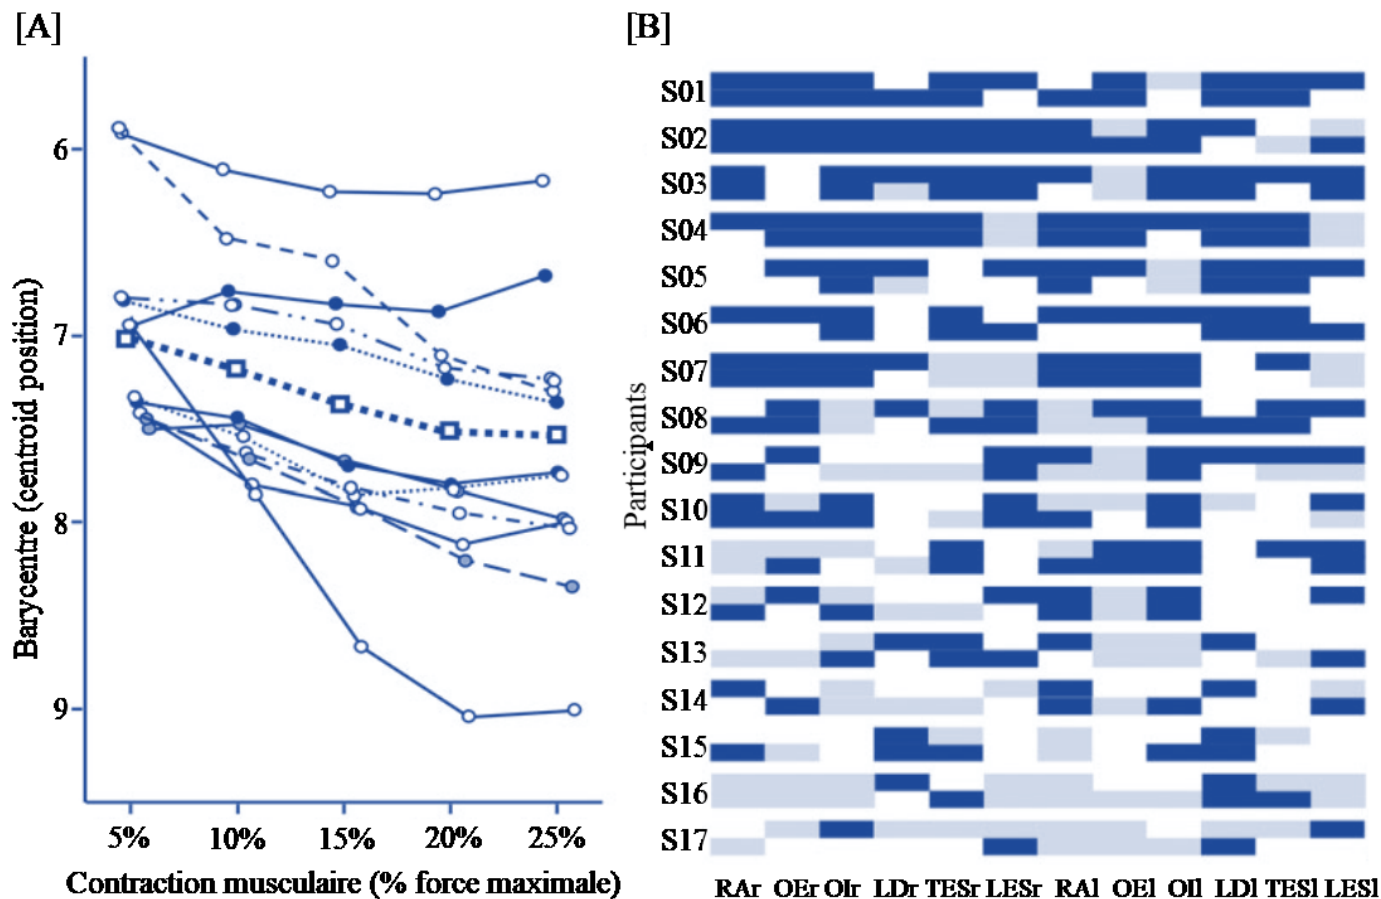 [A]
[B]
Barycentre (centroid position)
6
7
8
9
5% 10% 15% 20% 25%
Contraction musculaire (% force maximale)
Participants
S01
S02
S03
S04
S05
S06
S07
S08
S09
S10
S11
S12
S13
S14
S15
S16
S17
RAr OEr OIr LDr TESr LESr RAl OEl OIl LDl TESl LESl